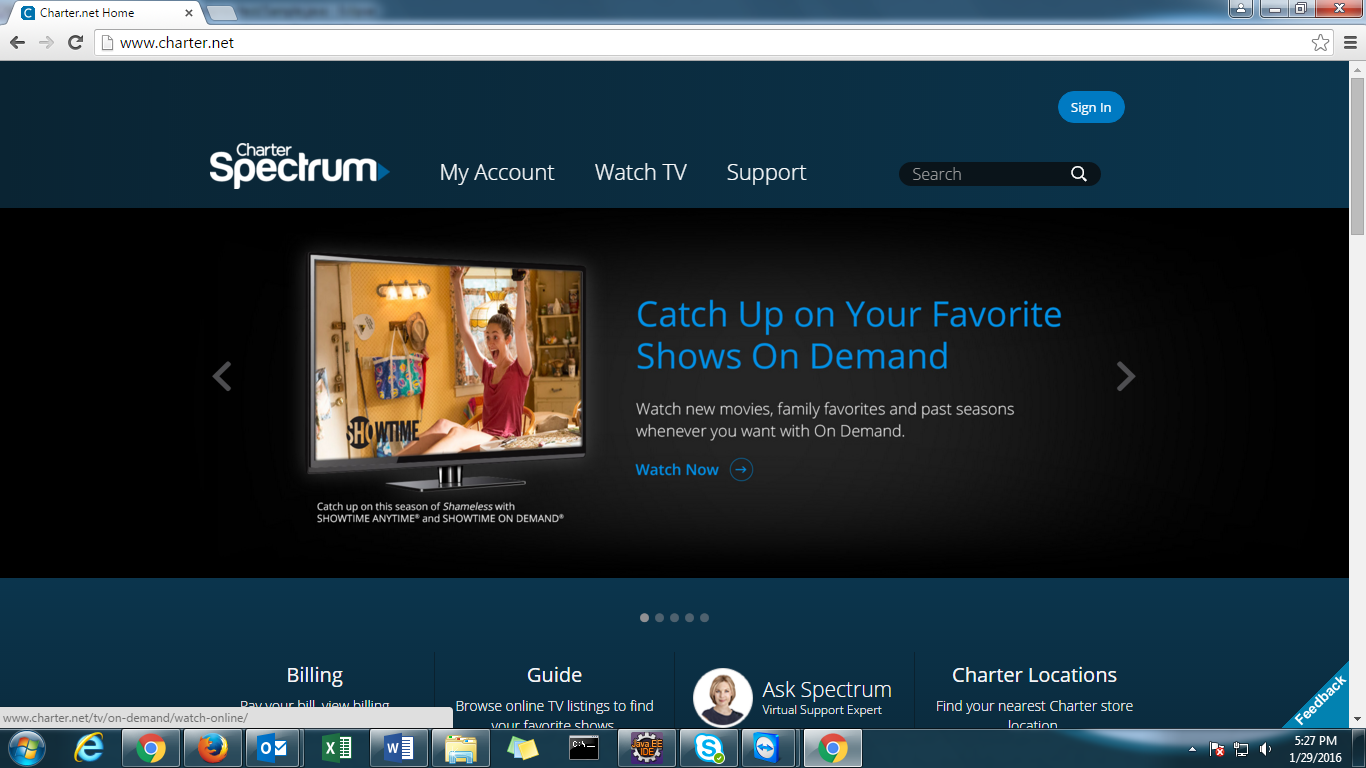 Charter.net Home
www.charter.net
Sign In
Charter
Spectrum
My Account
Watch TV
Support
Search
Catch Up on Your Favorite
Shows On Demand
Watch new movies, family favorites and past seasons
whenever you want with On Demand.
Watch Now
SHOWTIME
Catch up on this season of Shameless with
SHOWTIME ANYTIME® and SHOWTIME ON DEMAND®
Billing
Pay your bill, view billing
Guide
Browse online TV listings to find
your favorite shows
Ask Spectrum
Virtual Support Expert
Charter Locations
Find your nearest Charter store
location
Feedback
www.charter.net/tv/on-demand/watch-online/
Java EE
IDE
5:27 PM
1/29/2016